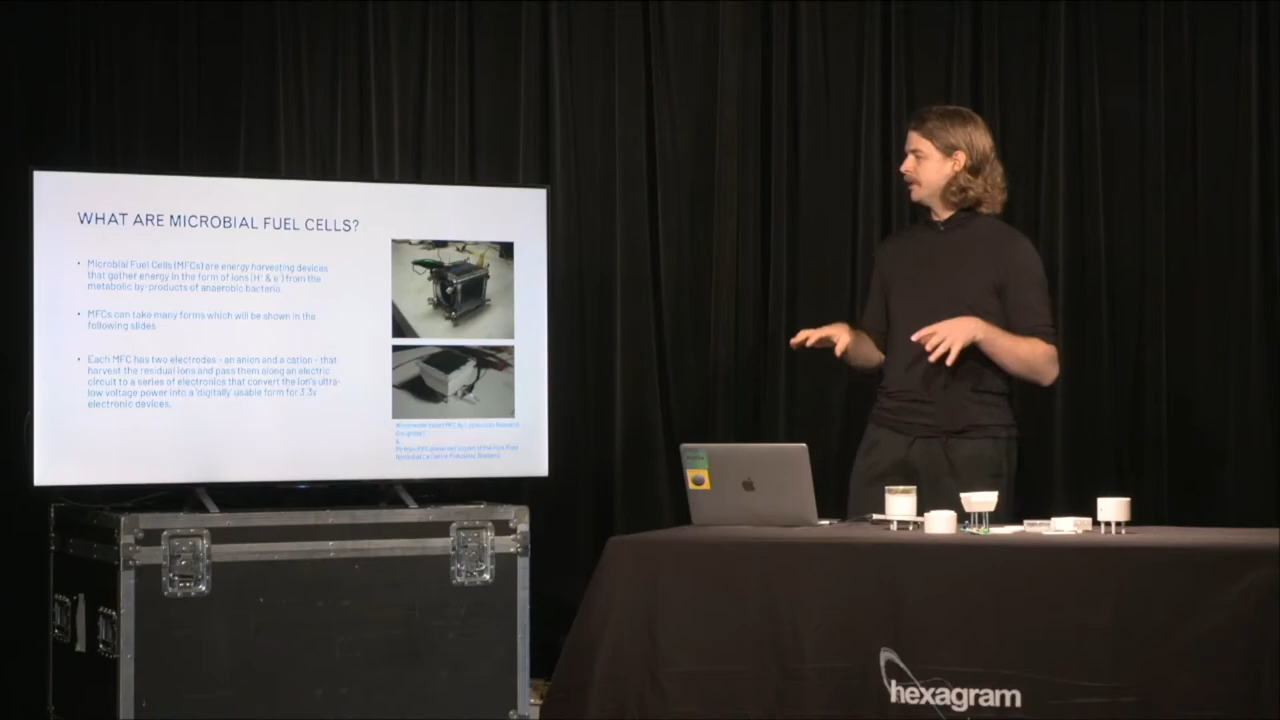 WHAT ARE MICROBIAL FUEL CELLS?
• Microbial Fuel Cells (MFCs) are energy harvesting devices
that gather energy in the form of ions (H⁺ & e⁻) from the
metabolic by-products of anaerobic bacteria.
• MFCs can take many forms which will be shown in the
following slides
• Each MFC has two electrodes - an anion and a cation - that
harvest the residual ions and pass them along an electric
circuit to a series of electronics that convert the ion's ultra-
low voltage power into a 'digitally' usable form for 3.3v
electronic devices.
&
hexagram